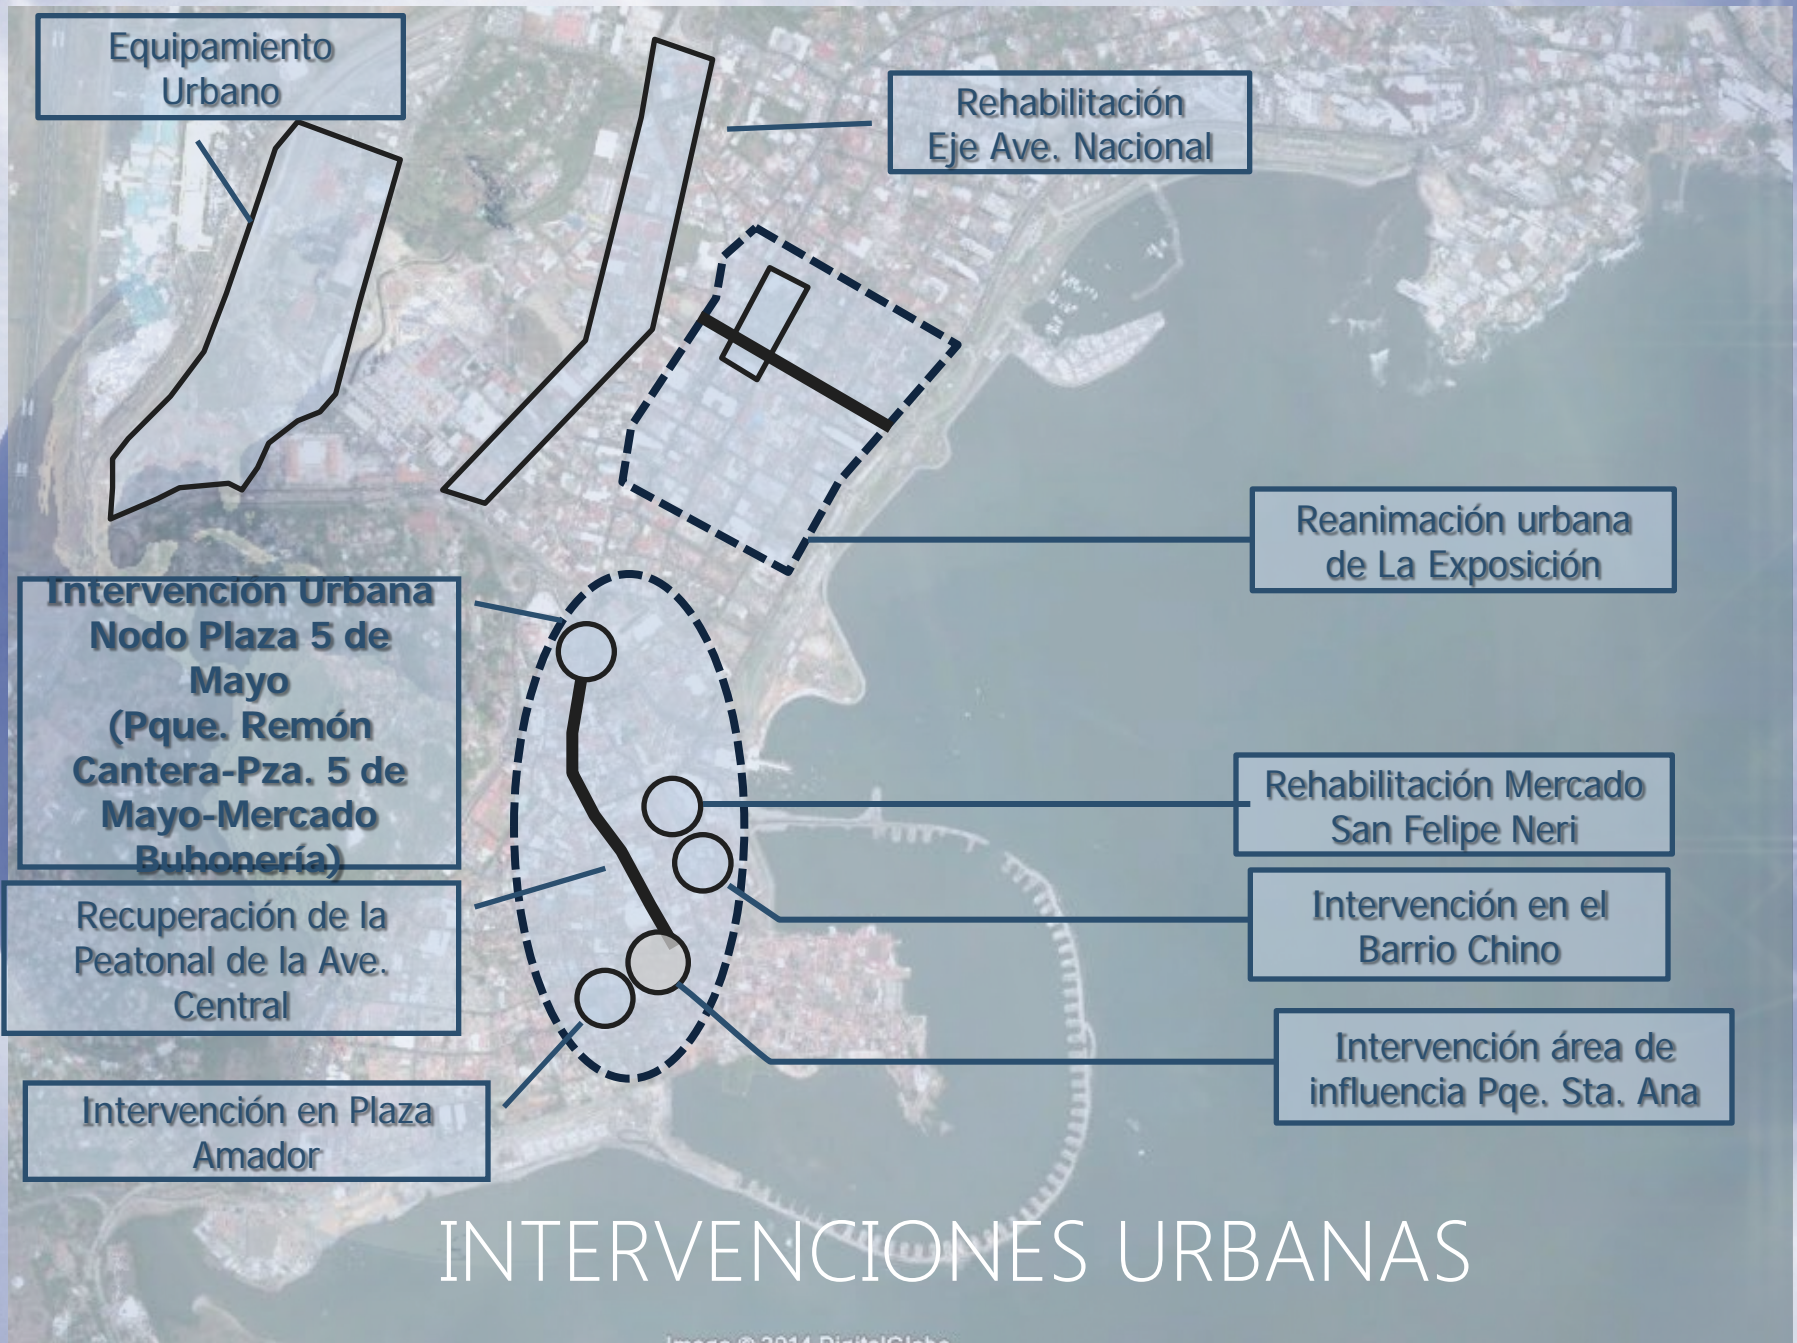 Equipamiento
Urbano
Rehabilitación
Eje Ave. Nacional
Reanimación urbana
de La Exposición
Intervención Urbana
Nodo Plaza 5 de
Mayo
(Pque. Remón
Cantera-Pza. 5 de
Mayo-Mercado
Buhonería)
Rehabilitación Mercado
San Felipe Neri
Recuperación de la
Peatonal de la Ave.
Central
Intervención en el
Barrio Chino
Intervención área de
influencia Pqe. Sta. Ana
Intervención en Plaza
Amador
INTERVENCIONES URBANAS
Image © 2014 DigitalGlobe